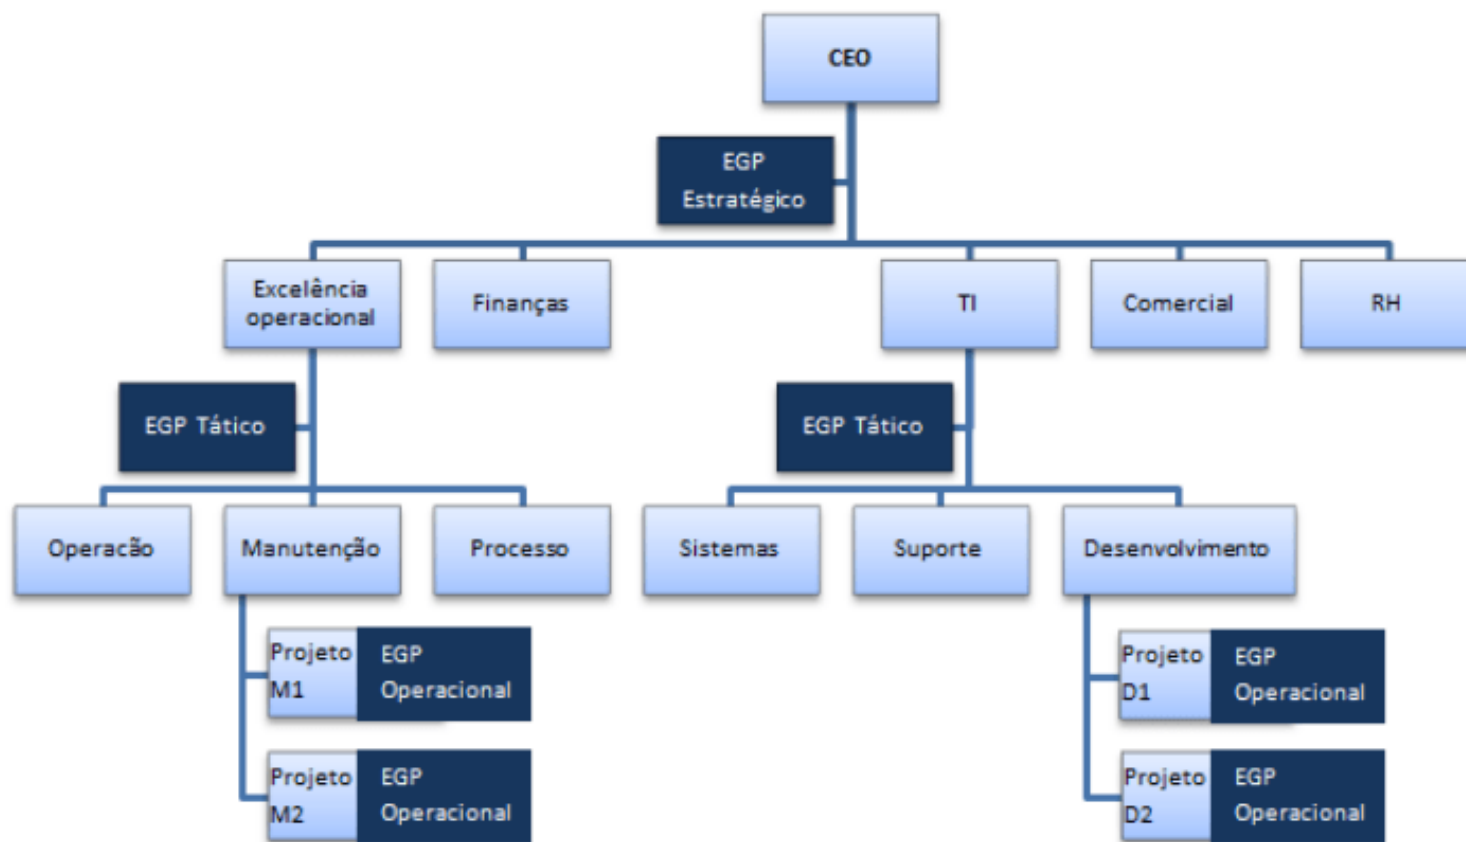 CEO
EGP
Estratégico
Excelência
operacional
Finanças
TI
Comercial
RH
EGP Tático
EGP Tático
Operacão
Manutenção
Processo
Sistemas
Suporte
Desenvolvimento
Projeto
M1
EGP
Operacional
Projeto
D1
EGP
Operacional
Projeto
M2
EGP
Operacional
Projeto
D2
EGP
Operacional